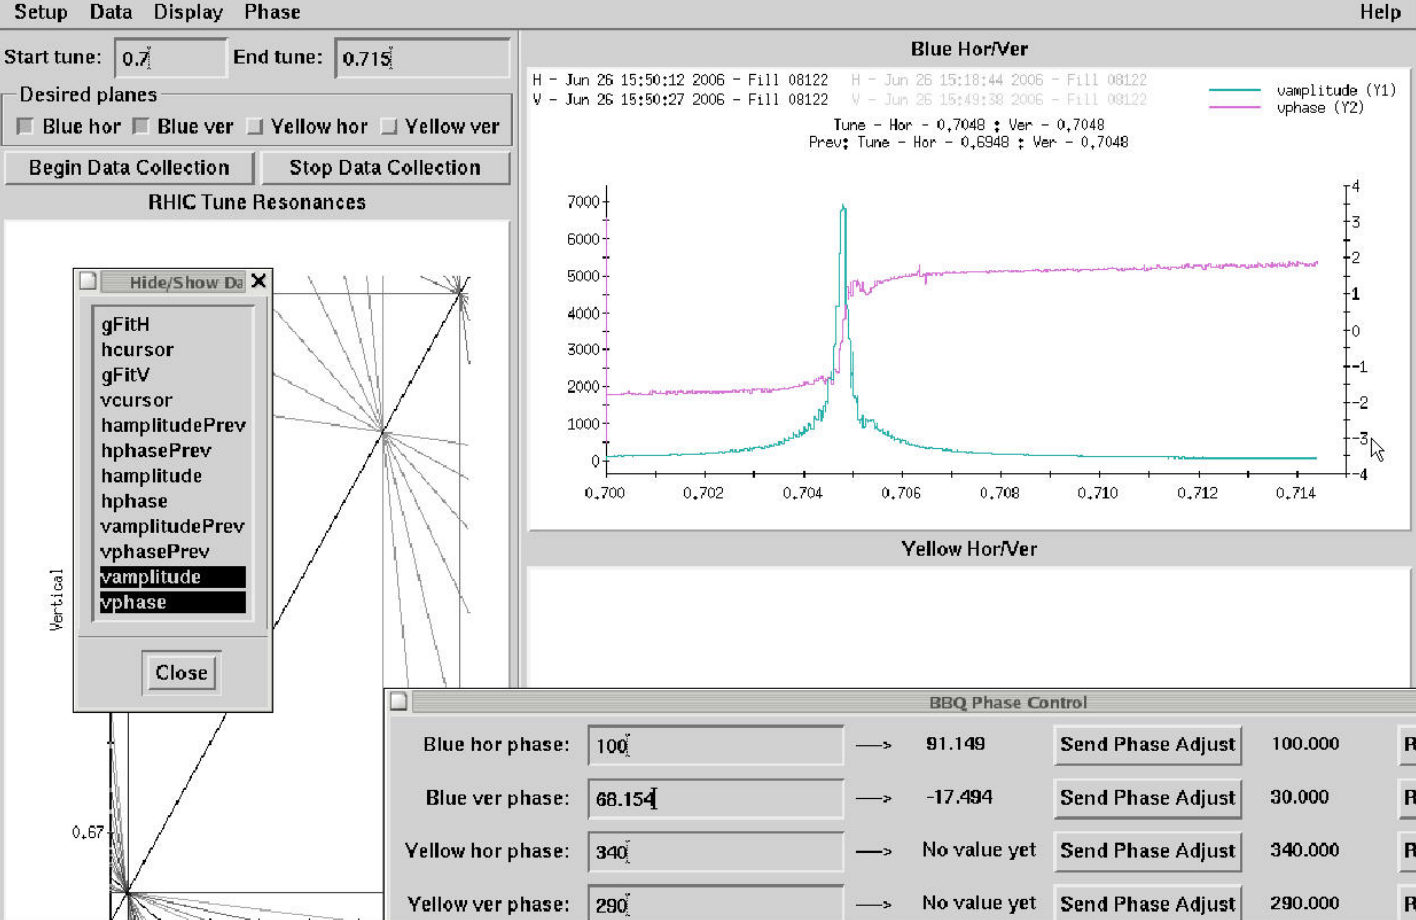 Setup Data Display Phase Help
Start tune: 0.7 End tune: 0.715
Desired planes
Blue hor Blue ver Yellow hor Yellow ver
Begin Data Collection Stop Data Collection
RHIC Tune Resonances
Hide/Show Da
gFitH
hcursor
gFitV
vcursor
hamplitudePrev
hphasePrev
hamplitude
hphase
vamplitudePrev
vphasePrev
vamplitude
vphase
Close
Vertical
0.67
Blue Hor/Ver
H - Jun 26 15:50:12 2006 - Fill 08122 H - Jun 26 15:18:44 2006 - Fill 08122
V - Jun 26 15:50:27 2006 - Fill 08122 V - Jun 26 15:49:38 2006 - Fill 08122
vamplitude (Y1)
vphase (Y2)
Tune - Hor - 0.7048 : Ver - 0.7048
Prev: Tune - Hor - 0.6948 : Ver - 0.7048
7000
6000
5000
4000
3000
2000
1000
0
4
3
2
1
0
-1
-2
-3
-4
0.700 0.702 0.704 0.706 0.708 0.710 0.712 0.714
Yellow Hor/Ver
BBQ Phase Control
Blue hor phase: 100 ---> 91.149 Send Phase Adjust 100.000 R
Blue ver phase: 68.154 ---> -17.494 Send Phase Adjust 30.000 R
Yellow hor phase: 340 ---> No value yet Send Phase Adjust 340.000 R
Yellow ver phase: 290 ---> No value yet Send Phase Adjust 290.000 R